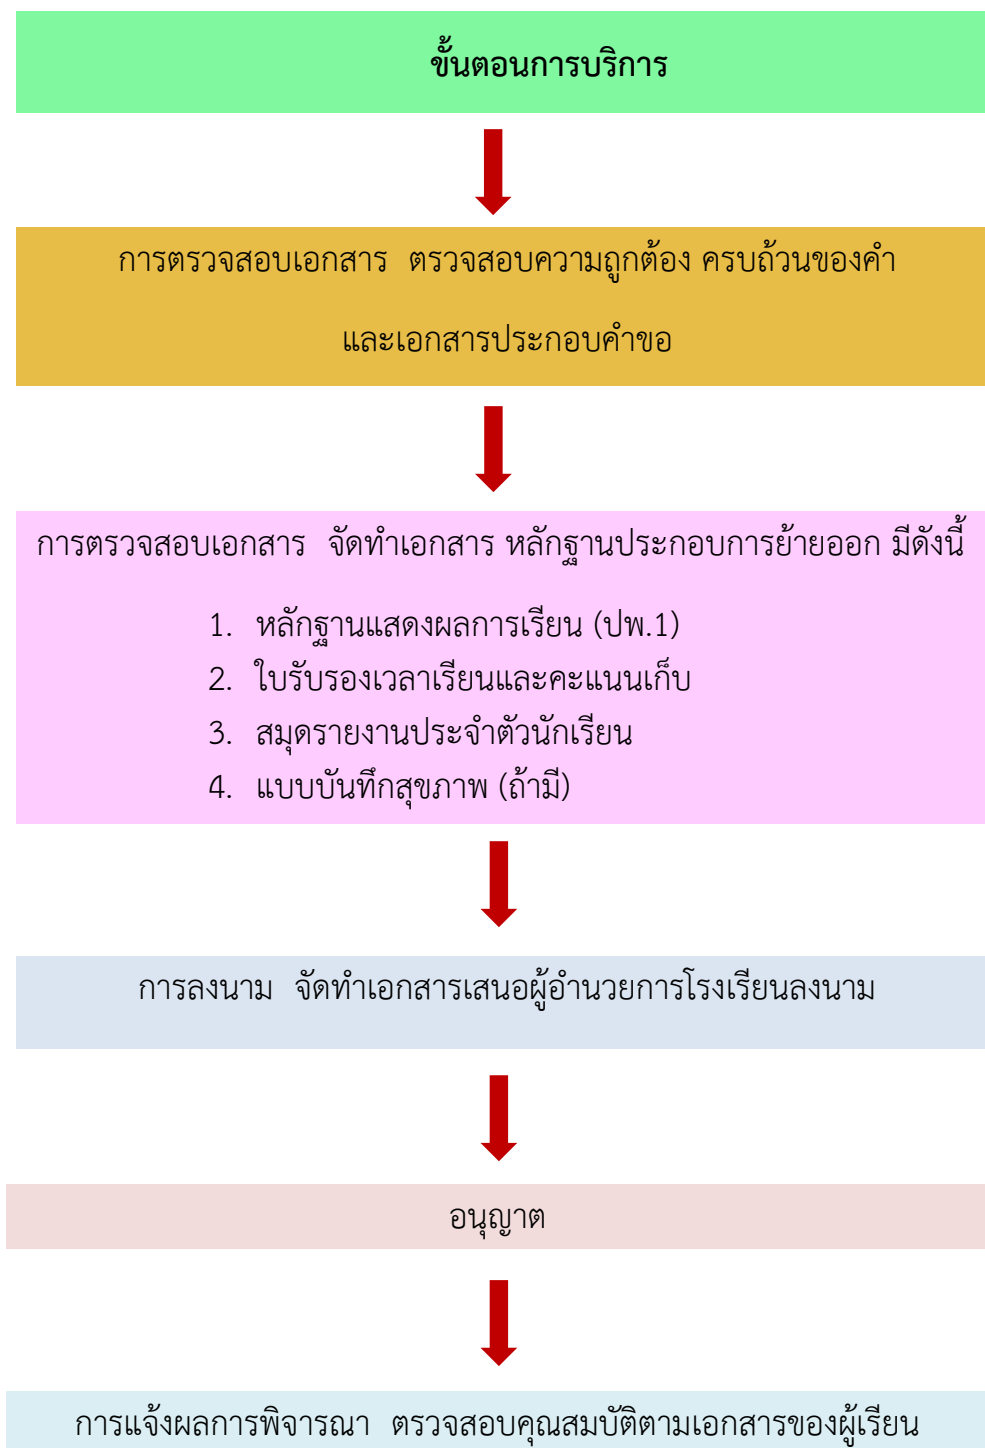 ขั้นตอนการบริการ
การตรวจสอบเอกสาร ตรวจสอบความถูกต้อง ครบถ้วนของคำ
และเอกสารประกอบคำขอ
การตรวจสอบเอกสาร จัดทำเอกสาร หลักฐานประกอบการย้ายออก มีดังนี้
1. หลักฐานแสดงผลการเรียน (ปพ.1)
2. ใบรับรองเวลาเรียนและคะแนนเก็บ
3. สมุดรายงานประจำตัวนักเรียน
4. แบบบันทึกสุขภาพ (ถ้ามี)
การลงนาม จัดทำเอกสารเสนอผู้อำนวยการโรงเรียนลงนาม
อนุญาต
การแจ้งผลการพิจารณา ตรวจสอบคุณสมบัติตามเอกสารของผู้เรียน